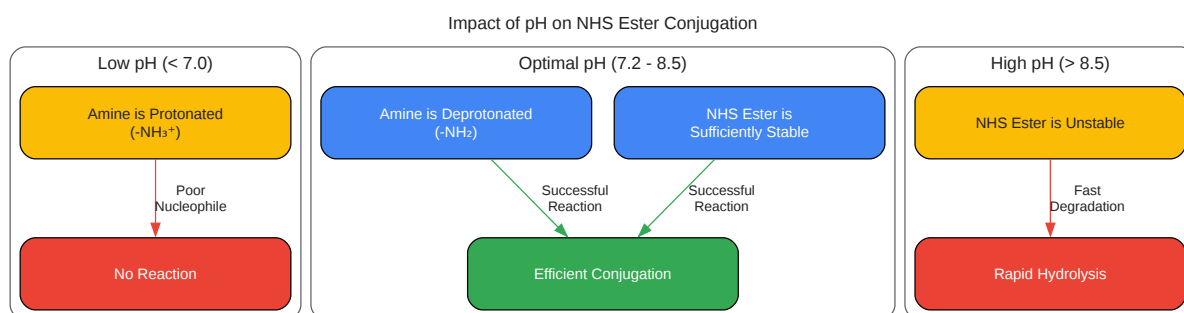 Impact of pH on NHS Ester Conjugation
Low pH (< 7.0)
Amine is Protonated
(-NH₃⁺)
Poor
Nucleophile
No Reaction
Optimal pH (7.2 - 8.5)
Amine is Deprotonated
(-NH₂)
NHS Ester is
Sufficiently Stable
Successful
Reaction
Successful
Reaction
Efficient Conjugation
High pH (> 8.5)
NHS Ester is Unstable
Fast
Degradation
Rapid Hydrolysis